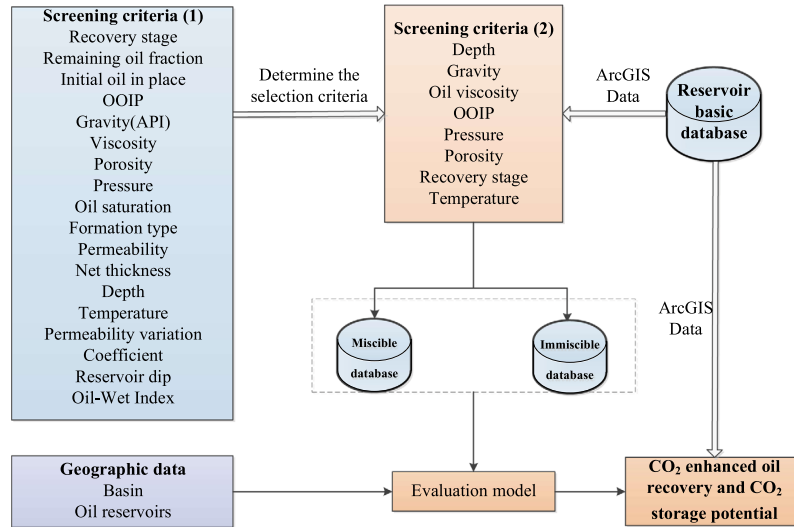 Screening criteria (1)
Recovery stage
Remaining oil fraction
Initial oil in place
OOIP
Gravity(API)
Viscosity
Porosity
Pressure
Oil saturation
Formation type
Permeability
Net thickness
Depth
Temperature
Permeability variation
Coefficient
Reservoir dip
Oil-Wet Index
Determine the
selection criteria
Screening criteria (2)
Depth
Gravity
Oil viscosity
OOIP
Pressure
Porosity
Recovery stage
Temperature
ArcGIS
Data
Reservoir
basic
database
ArcGIS
Data
Miscible
database
Immiscible
database
Geographic data
Basin
Oil reservoirs
Evaluation model
CO₂ enhanced oil
recovery and CO₂
storage potential